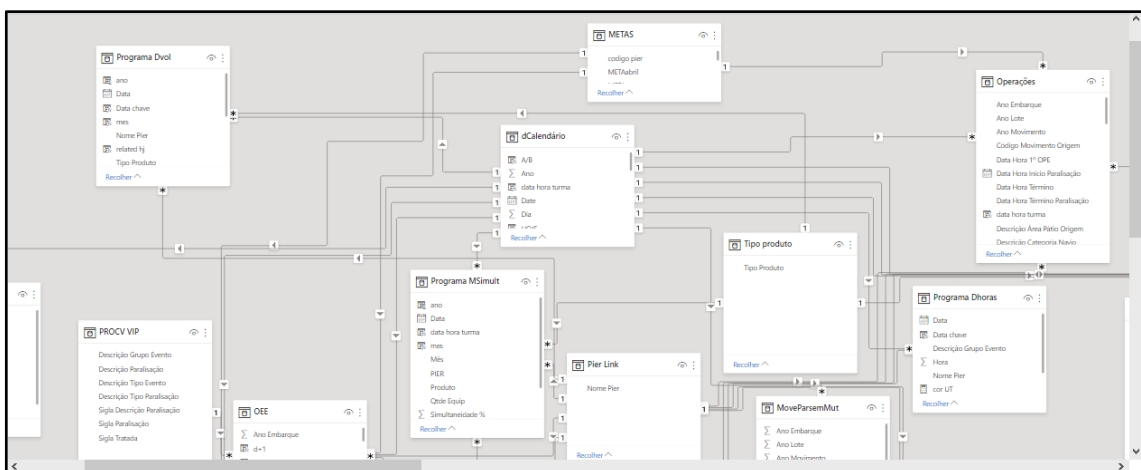 METAS
codigo pier
METAabril
Recolher
Programa Dvol
ano
Data
Data chave
mes
Nome Pier
related hj
Tipo Produto
Recolher
dCalendário
A/B
Ano
data hora turma
Date
Dia
Recolher
Operações
Ano Embarque
Ano Lote
Ano Movimento
Código Movimento Origem
Data Hora 1º OPE
Data Hora Início Paralisação
Data Hora Término
Data Hora Término Paralisação
data hora turma
Descrição Área Pátio Origem
Descrição Categoria Navio
Recolher
Tipo produto
Tipo Produto
Recolher
Programa MSimult
ano
Data
data hora turma
mes
Mês
PIER
Produto
Qtde Equip
Simultaneidade %
Recolher
Programa Dhoras
Data
Data chave
Descrição Grupo Evento
Hora
Nome Pier
cor UT
Recolher
PROCV VIP
Descrição Grupo Evento
Descrição Paralisação
Descrição Tipo Evento
Descrição Tipo Paralisação
Sigla Descrição Paralisação
Sigla Paralisação
Sigla Tratada
Pier Link
Nome Pier
Recolher
OEE
Ano Embarque
d+1
MoveParsemMut
Ano Embarque
Ano Lote
Ano Movimento